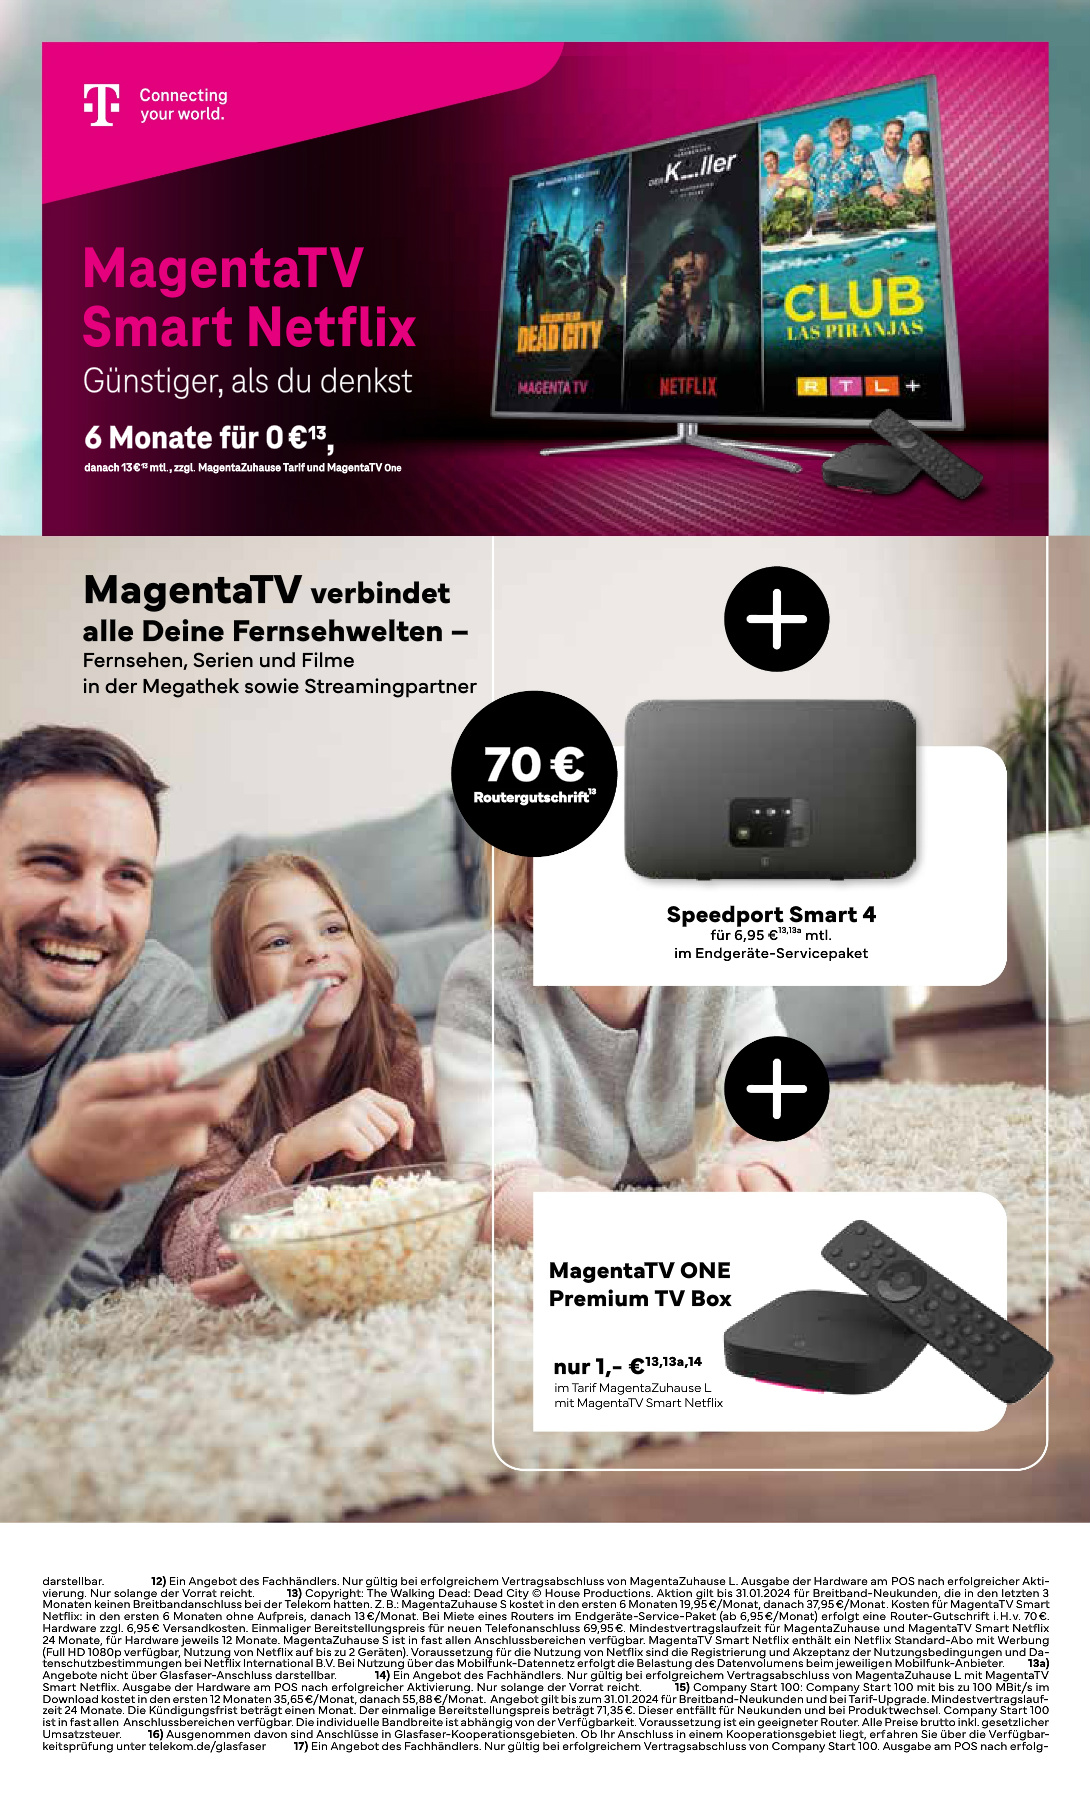 Connecting
your world.
MagentaTV
Smart Netflix
Günstiger, als du denkst
6 Monate für 0 €13,
danach 13 €13 mtl., zzgl. MagentaZuhause Tarif und MagentaTV One
DEAD CITY
MAGENTA TV
DER K...ller
NETFLIX
CLUB
LAS PIRANJAS
RTL+
MagentaTV verbindet
alle Deine Fernsehwelten –
Fernsehen, Serien und Filme
in der Megathek sowie Streamingpartner
70 €
Routergutschrift13
Speedport Smart 4
für 6,95 €13,13a mtl.
im Endgeräte-Servicepaket
MagentaTV ONE
Premium TV Box
nur 1,- €13,13a,14
im Tarif MagentaZuhause L
mit MagentaTV Smart Netflix
darstellbar. 12) Ein Angebot des Fachhändlers. Nur gültig bei erfolgreichem Vertragsabschluss von MagentaZuhause L. Ausgabe der Hardware am POS nach erfolgreicher Akti-
vierung. Nur solange der Vorrat reicht. 13) Copyright: The Walking Dead: Dead City © House Productions. Aktion gilt bis 31.01.2024 für Breitband-Neukunden, die in den letzten 3
Monaten keinen Breitbandanschluss bei der Telekom hatten. Z. B.: MagentaZuhause S kostet in den ersten 6 Monaten 19,95 €/Monat, danach 37,95 €/Monat. Kosten für MagentaTV Smart
Netflix: in den ersten 6 Monaten ohne Aufpreis, danach 13 €/Monat. Bei Miete eines Routers im Endgeräte-Service-Paket (ab 6,95 €/Monat) erfolgt eine Router-Gutschrift i. H. v. 70 €.
Hardware zzgl. 6,95 € Versandkosten. Einmaliger Bereitstellungspreis für neuen Telefonanschluss 69,95 €. Mindestvertragslaufzeit für MagentaZuhause und MagentaTV Smart Netflix
24 Monate, für Hardware jeweils 12 Monate. MagentaZuhause S ist in fast allen Anschlussbereichen verfügbar. MagentaTV Smart Netflix enthält ein Netflix Standard-Abo mit Werbung
(Full HD 1080p verfügbar, Nutzung von Netflix auf bis zu 2 Geräten). Voraussetzung für die Nutzung von Netflix sind die Registrierung und Akzeptanz der Nutzungsbedingungen und Da-
tenschutzbestimmungen bei Netflix International B.V. Bei Nutzung über das Mobilfunk-Datennetz erfolgt die Belastung des Datenvolumens beim jeweiligen Mobilfunk-Anbieter. 13a)
Angebote nicht über Glasfaser-Anschluss darstellbar. 14) Ein Angebot des Fachhändlers. Nur gültig bei erfolgreichem Vertragsabschluss von MagentaZuhause L mit MagentaTV
Smart Netflix. Ausgabe der Hardware am POS nach erfolgreicher Aktivierung. Nur solange der Vorrat reicht. 15) Company Start 100: Company Start 100 mit bis zu 100 MBit/s im
Download kostet in den ersten 12 Monaten 35,65 €/Monat, danach 55,88 €/Monat. Angebot gilt bis zum 31.01.2024 für Breitband-Neukunden und bei Tarif-Upgrade. Mindestvertragslauf-
zeit 24 Monate. Die Kündigungsfrist beträgt einen Monat. Der einmalige Bereitstellungspreis beträgt 71,35 €. Dieser entfällt für Neukunden und bei Produktwechsel. Company Start 100
ist in fast allen Anschlussbereichen verfügbar. Die individuelle Bandbreite ist abhängig von der Verfügbarkeit. Voraussetzung ist ein geeigneter Router. Alle Preise brutto inkl. gesetzlicher
Umsatzsteuer. 16) Ausgenommen davon sind Anschlüsse in Glasfaser-Kooperationsgebieten. Ob Ihr Anschluss in einem Kooperationsgebiet liegt, erfahren Sie über die Verfügbar-
keitsprüfung unter telekom.de/glasfaser 17) Ein Angebot des Fachhändlers. Nur gültig bei erfolgreichem Vertragsabschluss von Company Start 100. Ausgabe am POS nach erfolg-